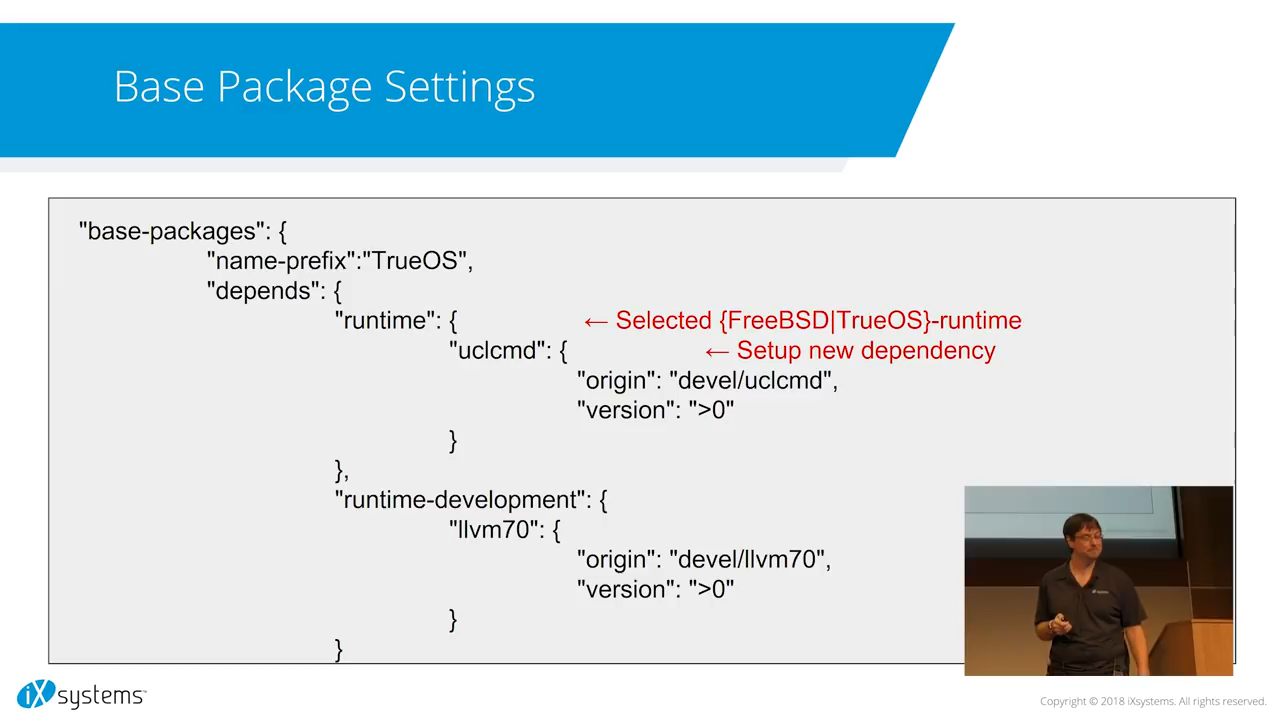 Base Package Settings
"base-packages": {
"name-prefix":"TrueOS",
"depends": {
"runtime": { ← Selected {FreeBSD|TrueOS}-runtime
"uclcmd": { ← Setup new dependency
"origin": "devel/uclcmd",
"version": ">0"
}
},
"runtime-development": {
"llvm70": {
"origin": "devel/llvm70",
"version": ">0"
}
}
iXsystems™
Copyright © 2018 iXsystems. All rights reserved.